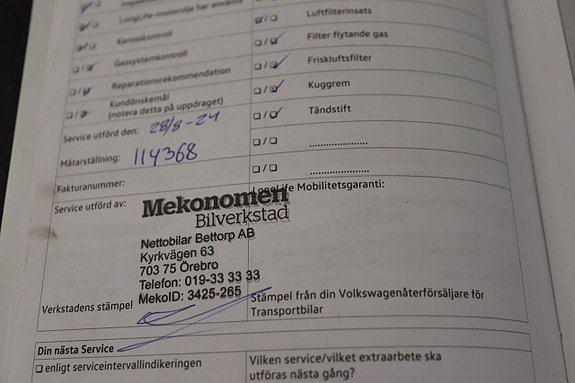 LongLife-motorolja har använts
Luftfilterinsats
Karosskontroll
Filter flytande gas
Gassystemkontroll
Friskluftsfilter
Reparationsrekommendation
Kuggrem
Kundönskemål
(notera detta på uppdraget)
Tändstift
Service utförd den: 28/8-24
Mätarställning: 114368
Fakturanummer:
Service utförd av:
LongLife Mobilitetsgaranti:
Mekonomen
Bilverkstad
Nettobilar Bettorp AB
Kyrkvägen 63
703 75 Örebro
Telefon: 019-33 33 33
MekoID: 3425-265
Verkstadens stämpel
Stämpel från din Volkswagenåterförsäljare för
Transportbilar
Din nästa Service
enligt serviceintervallindikeringen
Vilken service/vilket extraarbete ska
utföras nästa gång?